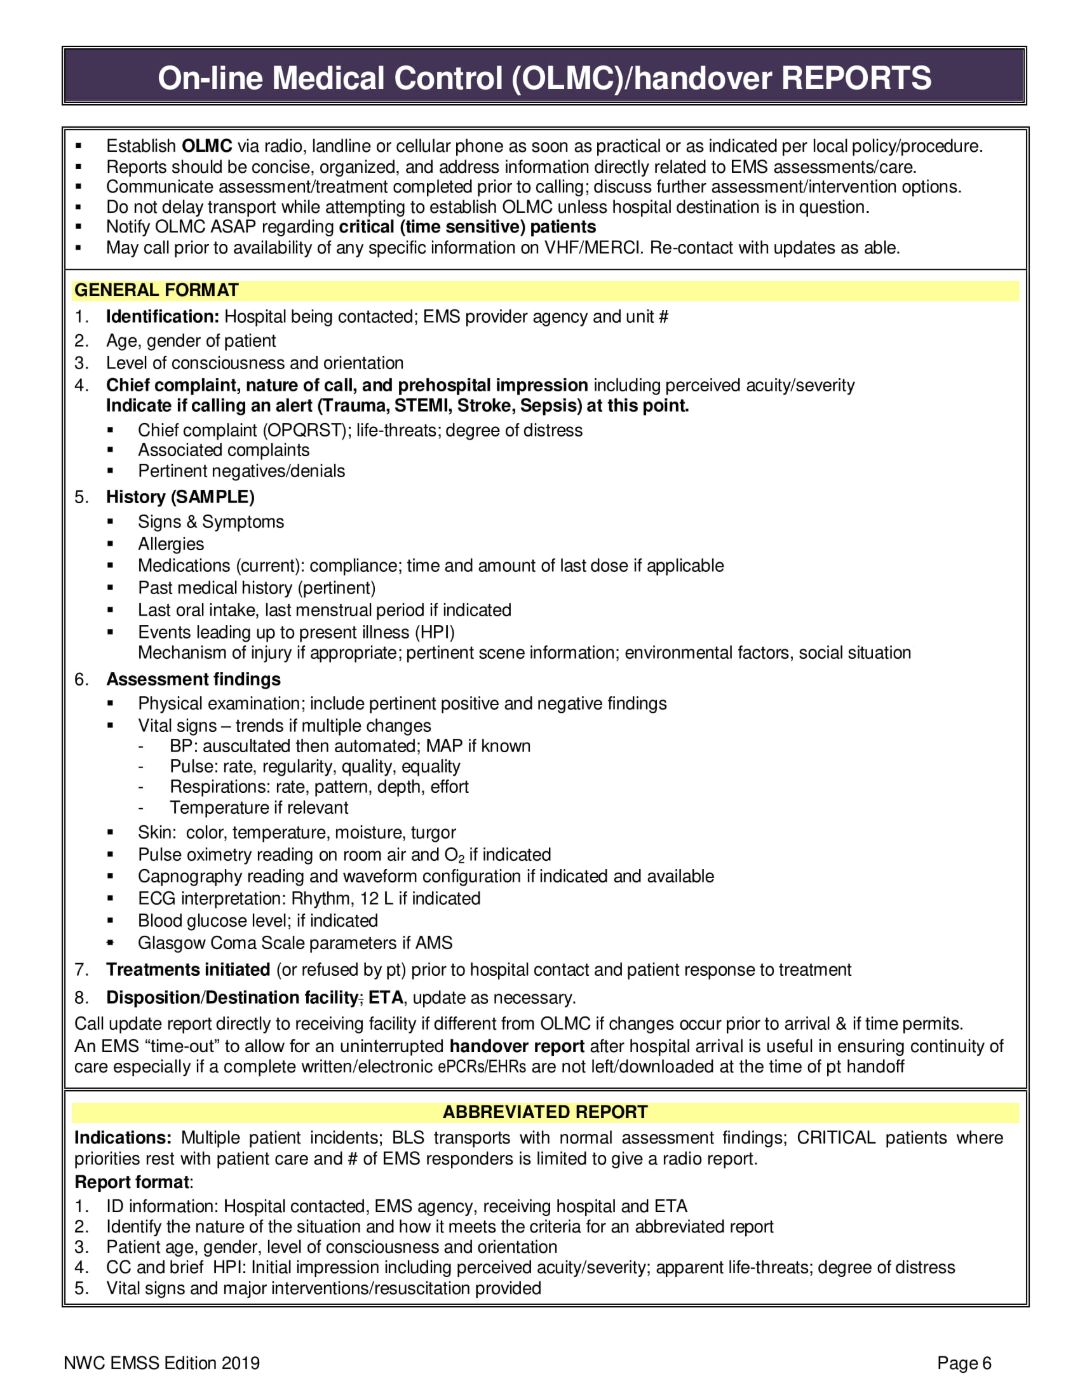 On-line Medical Control (OLMC)/handover REPORTS
▪ Establish OLMC via radio, landline or cellular phone as soon as practical or as indicated per local policy/procedure.
▪ Reports should be concise, organized, and address information directly related to EMS assessments/care.
▪ Communicate assessment/treatment completed prior to calling; discuss further assessment/intervention options.
▪ Do not delay transport while attempting to establish OLMC unless hospital destination is in question.
▪ Notify OLMC ASAP regarding critical (time sensitive) patients
▪ May call prior to availability of any specific information on VHF/MERCI. Re-contact with updates as able.
GENERAL FORMAT
1. Identification: Hospital being contacted; EMS provider agency and unit #
2. Age, gender of patient
3. Level of consciousness and orientation
4. Chief complaint, nature of call, and prehospital impression including perceived acuity/severity
Indicate if calling an alert (Trauma, STEMI, Stroke, Sepsis) at this point.
▪ Chief complaint (OPQRST); life-threats; degree of distress
▪ Associated complaints
▪ Pertinent negatives/denials
5. History (SAMPLE)
▪ Signs & Symptoms
▪ Allergies
▪ Medications (current): compliance; time and amount of last dose if applicable
▪ Past medical history (pertinent)
▪ Last oral intake, last menstrual period if indicated
▪ Events leading up to present illness (HPI)
Mechanism of injury if appropriate; pertinent scene information; environmental factors, social situation
6. Assessment findings
▪ Physical examination; include pertinent positive and negative findings
▪ Vital signs – trends if multiple changes
- BP: auscultated then automated; MAP if known
- Pulse: rate, regularity, quality, equality
- Respirations: rate, pattern, depth, effort
- Temperature if relevant
▪ Skin: color, temperature, moisture, turgor
▪ Pulse oximetry reading on room air and O2 if indicated
▪ Capnography reading and waveform configuration if indicated and available
▪ ECG interpretation: Rhythm, 12 L if indicated
▪ Blood glucose level; if indicated
▪ Glasgow Coma Scale parameters if AMS
7. Treatments initiated (or refused by pt) prior to hospital contact and patient response to treatment
8. Disposition/Destination facility; ETA, update as necessary.
Call update report directly to receiving facility if different from OLMC if changes occur prior to arrival & if time permits.
An EMS “time-out” to allow for an uninterrupted handover report after hospital arrival is useful in ensuring continuity of
care especially if a complete written/electronic ePCRs/EHRs are not left/downloaded at the time of pt handoff
ABBREVIATED REPORT
Indications: Multiple patient incidents; BLS transports with normal assessment findings; CRITICAL patients where
priorities rest with patient care and # of EMS responders is limited to give a radio report.
Report format:
1. ID information: Hospital contacted, EMS agency, receiving hospital and ETA
2. Identify the nature of the situation and how it meets the criteria for an abbreviated report
3. Patient age, gender, level of consciousness and orientation
4. CC and brief HPI: Initial impression including perceived acuity/severity; apparent life-threats; degree of distress
5. Vital signs and major interventions/resuscitation provided
NWC EMSS Edition 2019
Page 6